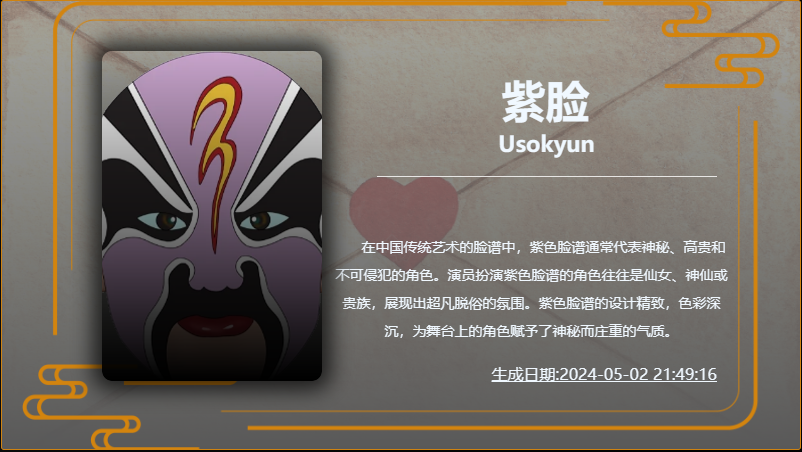 紫脸
Usokyun
在中国传统艺术的脸谱中，紫色脸谱通常代表神秘、高贵和
不可侵犯的角色。演员扮演紫色脸谱的角色往往是仙女、神仙或
贵族，展现出超凡脱俗的氛围。紫色脸谱的设计精致，色彩深
沉，为舞台上的角色赋予了神秘而庄重的气质。
生成日期:2024-05-02 21:49:16